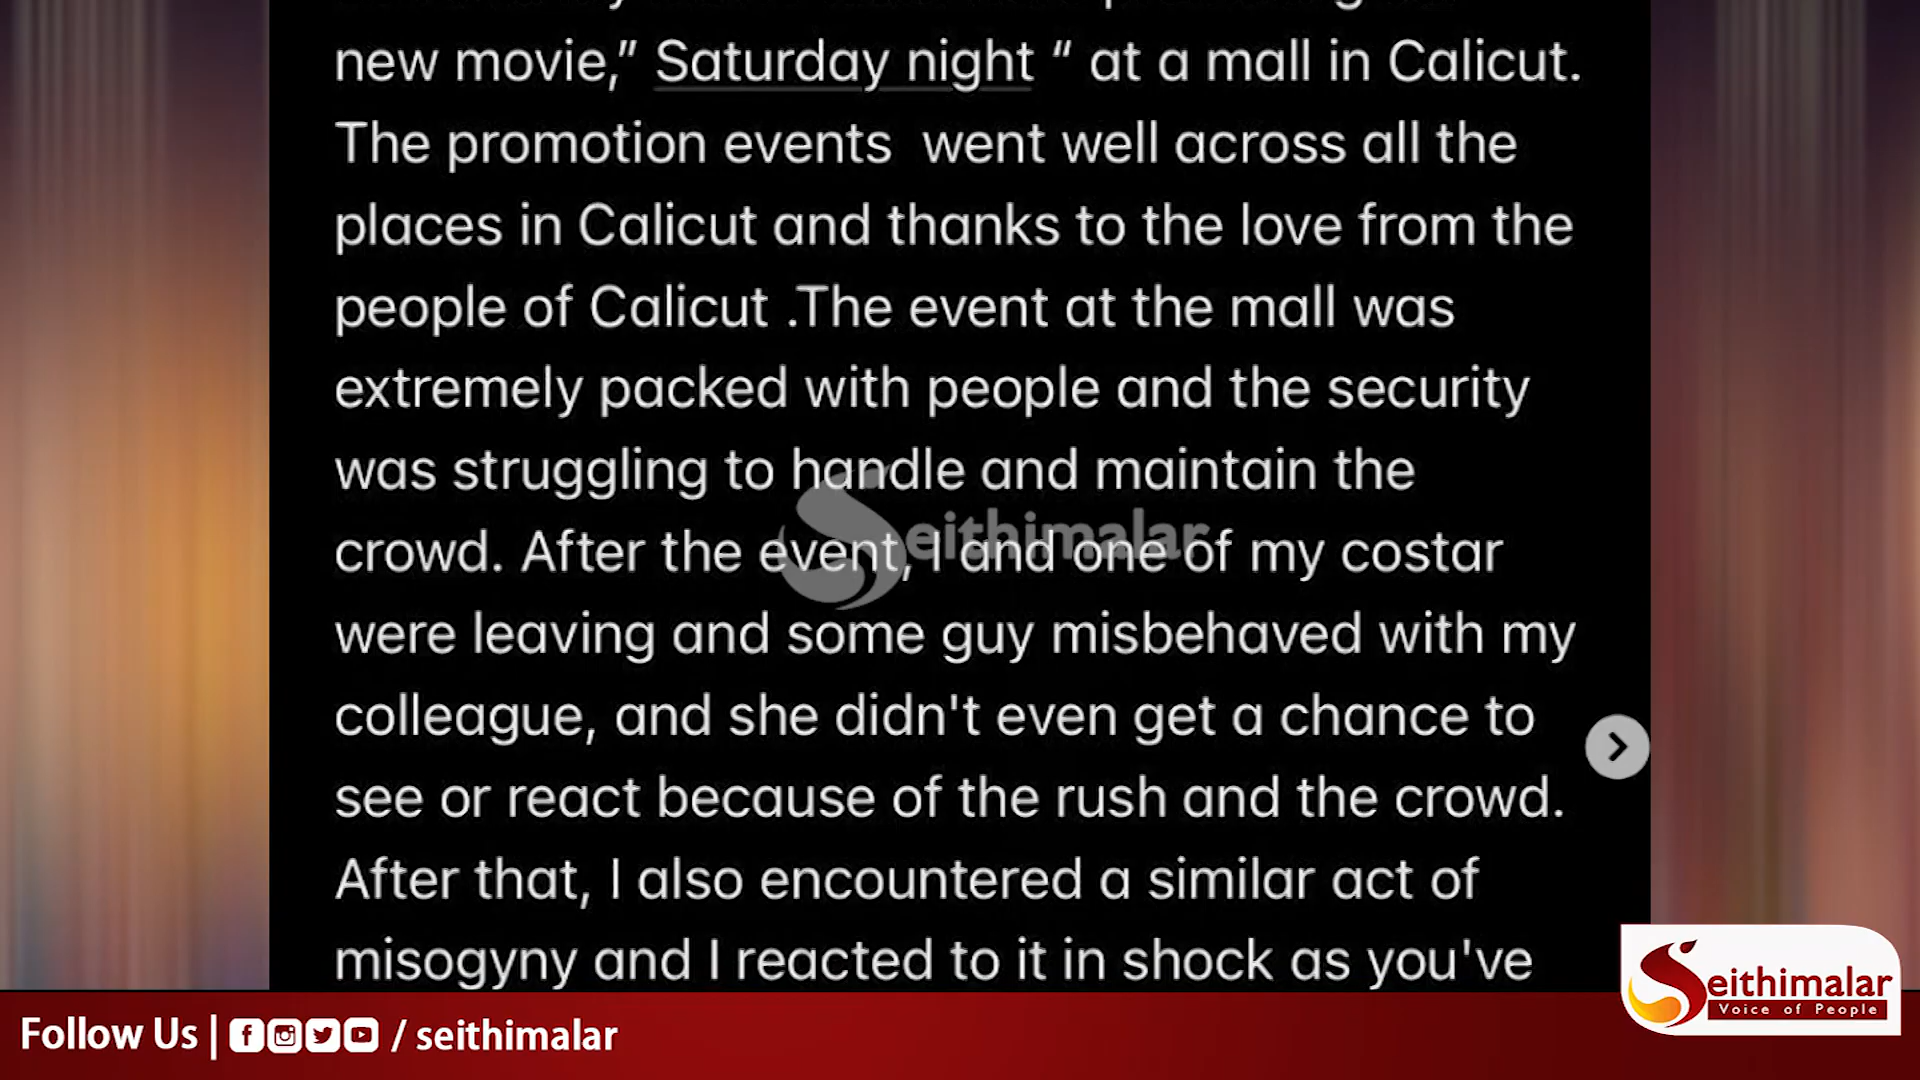 new movie,” Saturday night “ at a mall in Calicut.
The promotion events went well across all the
places in Calicut and thanks to the love from the
people of Calicut .The event at the mall was
extremely packed with people and the security
was struggling to handle and maintain the
crowd. After the event, I and one of my costar
were leaving and some guy misbehaved with my
colleague, and she didn't even get a chance to
see or react because of the rush and the crowd.
After that, I also encountered a similar act of
misogyny and I reacted to it in shock as you've
Seithimalar
Seithimalar
Voice of People
Follow Us | / seithimalar